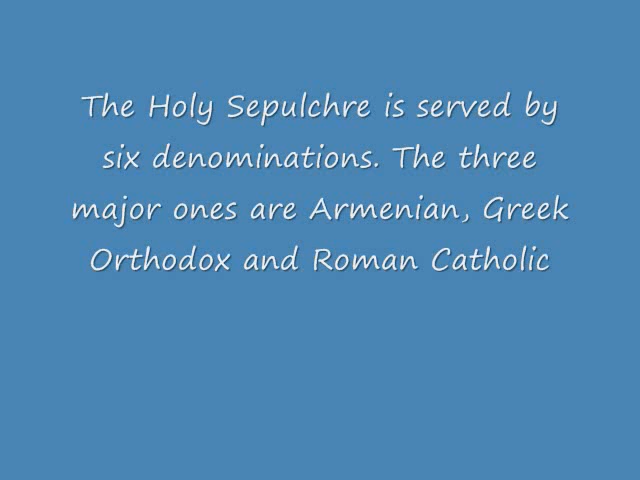 The Holy Sepulchre is served by
six denominations. The three
major ones are Armenian, Greek
Orthodox and Roman Catholic